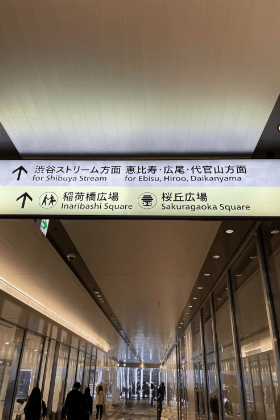 渋谷ストリーム方面 恵比寿・広尾・代官山方面
for Shibuya Stream for Ebisu, Hiroo, Daikanyama
稲荷橋広場 桜丘広場
Inaribashi Square Sakuragaoka Square